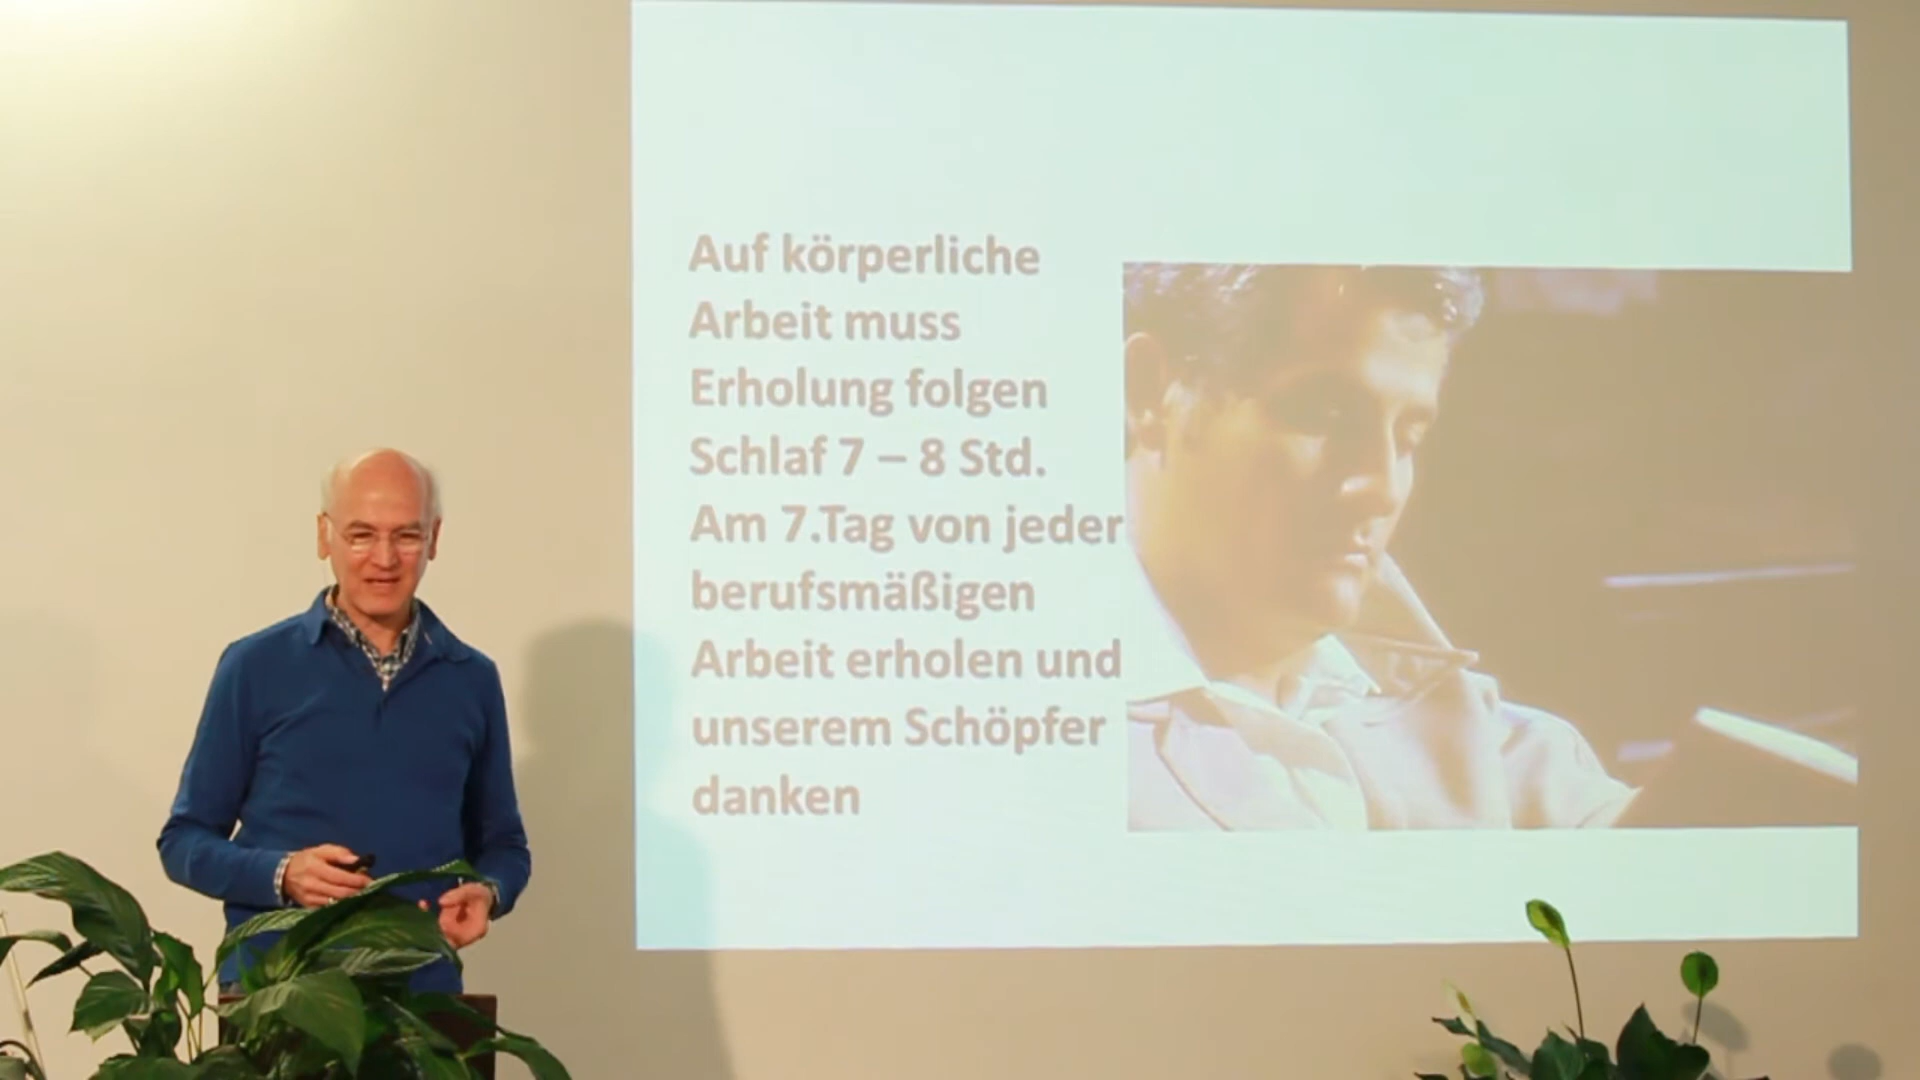 Auf körperliche
Arbeit muss
Erholung folgen
Schlaf 7 – 8 Std.
Am 7.Tag von jeder
berufsmäßigen
Arbeit erholen und
unserem Schöpfer
danken